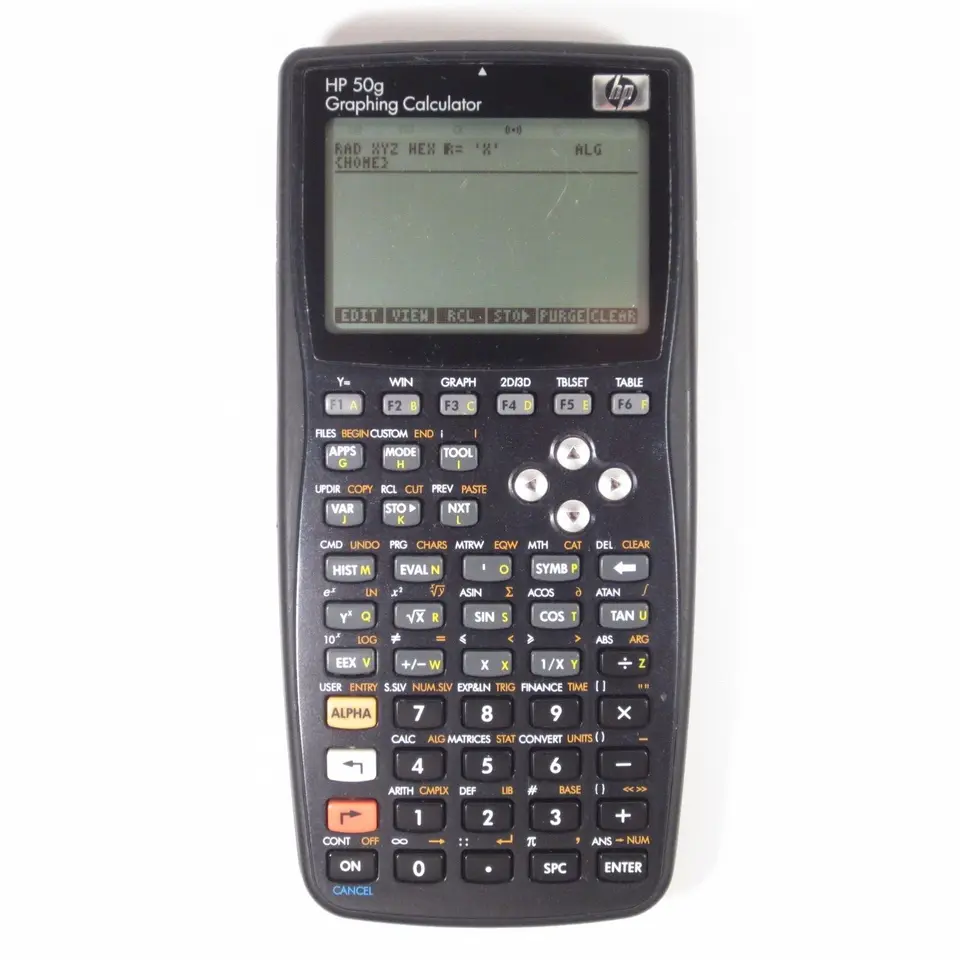 HP 50g
Graphing Calculator
hp
RAD XYZ HEX R= 'X' ALG
{HOME}
EDIT VIEW RCL STO▶ PURGE CLEAR
Y= WIN GRAPH 2D/3D TBLSET TABLE
F1 A F2 B F3 C F4 D F5 E F6 F
FILES BEGIN CUSTOM END i I
APPS G MODE H TOOL I
UPDIR COPY RCL CUT PREV PASTE
VAR J STO▶ K NXT L
CMD UNDO PRG CHARS MTRW EQW MTH CAT DEL CLEAR
HIST M EVAL N ' O SYMB P ←
eˣ LN x² ˣ√y ASIN Σ ACOS ∂ ATAN ∫
Yˣ Q √X R SIN S COS T TAN U
10ˣ LOG ≠ = ≤ < ≥ > ABS ARG
EEX V +/- W X X 1/X Y ÷ Z
USER ENTRY S.SLV NUM.SLV EXP&LN TRIG FINANCE TIME [ ] " "
ALPHA 7 8 9 ×
CALC ALG MATRICES STAT CONVERT UNITS ( ) _
4 5 6 −
ARITH CMPLX DEF LIB # BASE { } << >>
1 2 3 +
CONT OFF ∞ → : : ↵ π , ANS →NUM
ON 0 . SPC ENTER
CANCEL